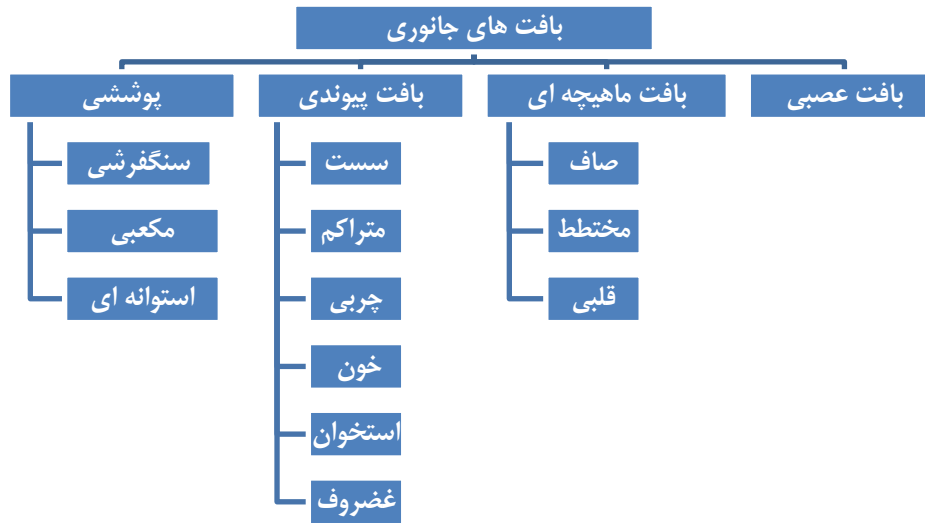 بافت های جانوری
بافت عصبی
بافت ماهیچه ای
صاف
مختطط
قلبی
بافت پیوندی
سست
متراکم
چربی
خون
استخوان
غضروف
پوششی
سنگفرشی
مکعبی
استوانه ای